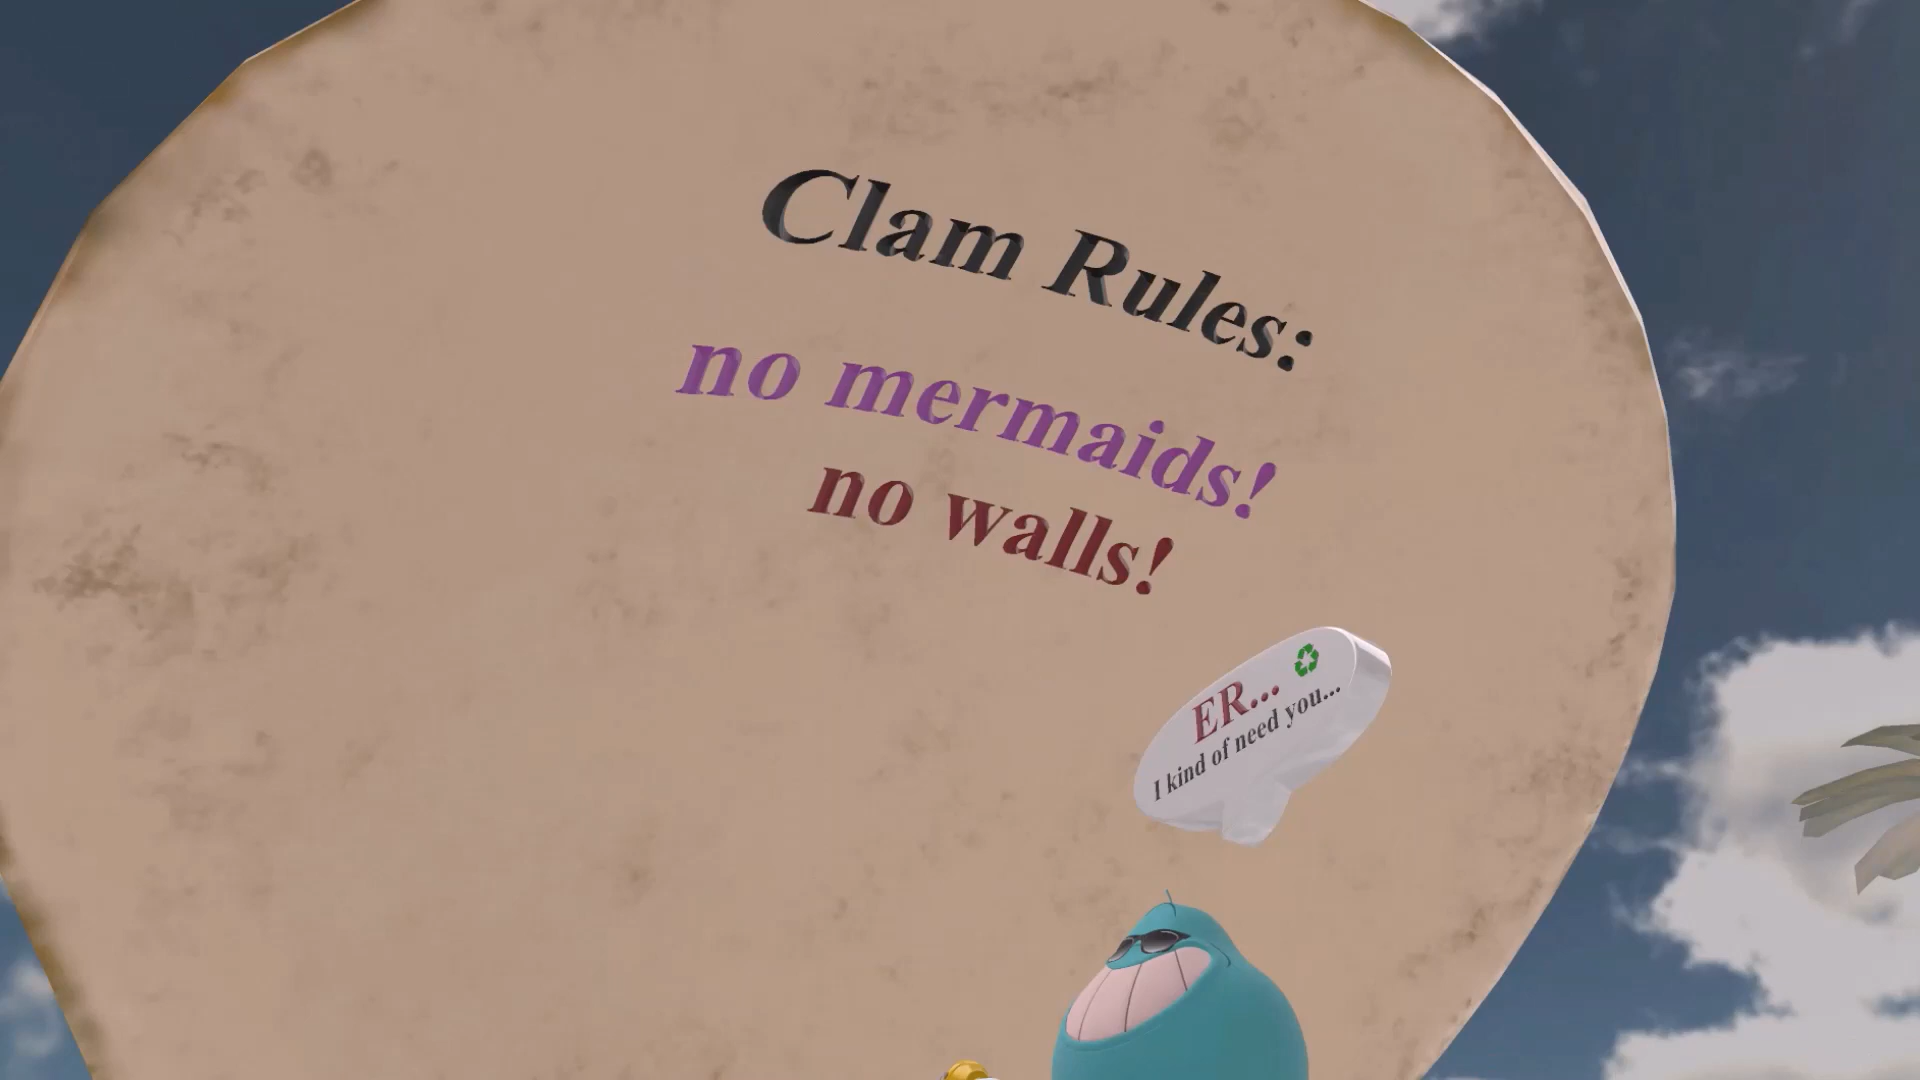 Clam Rules:
no mermaids!
no walls!
ER...
I kind of need you...